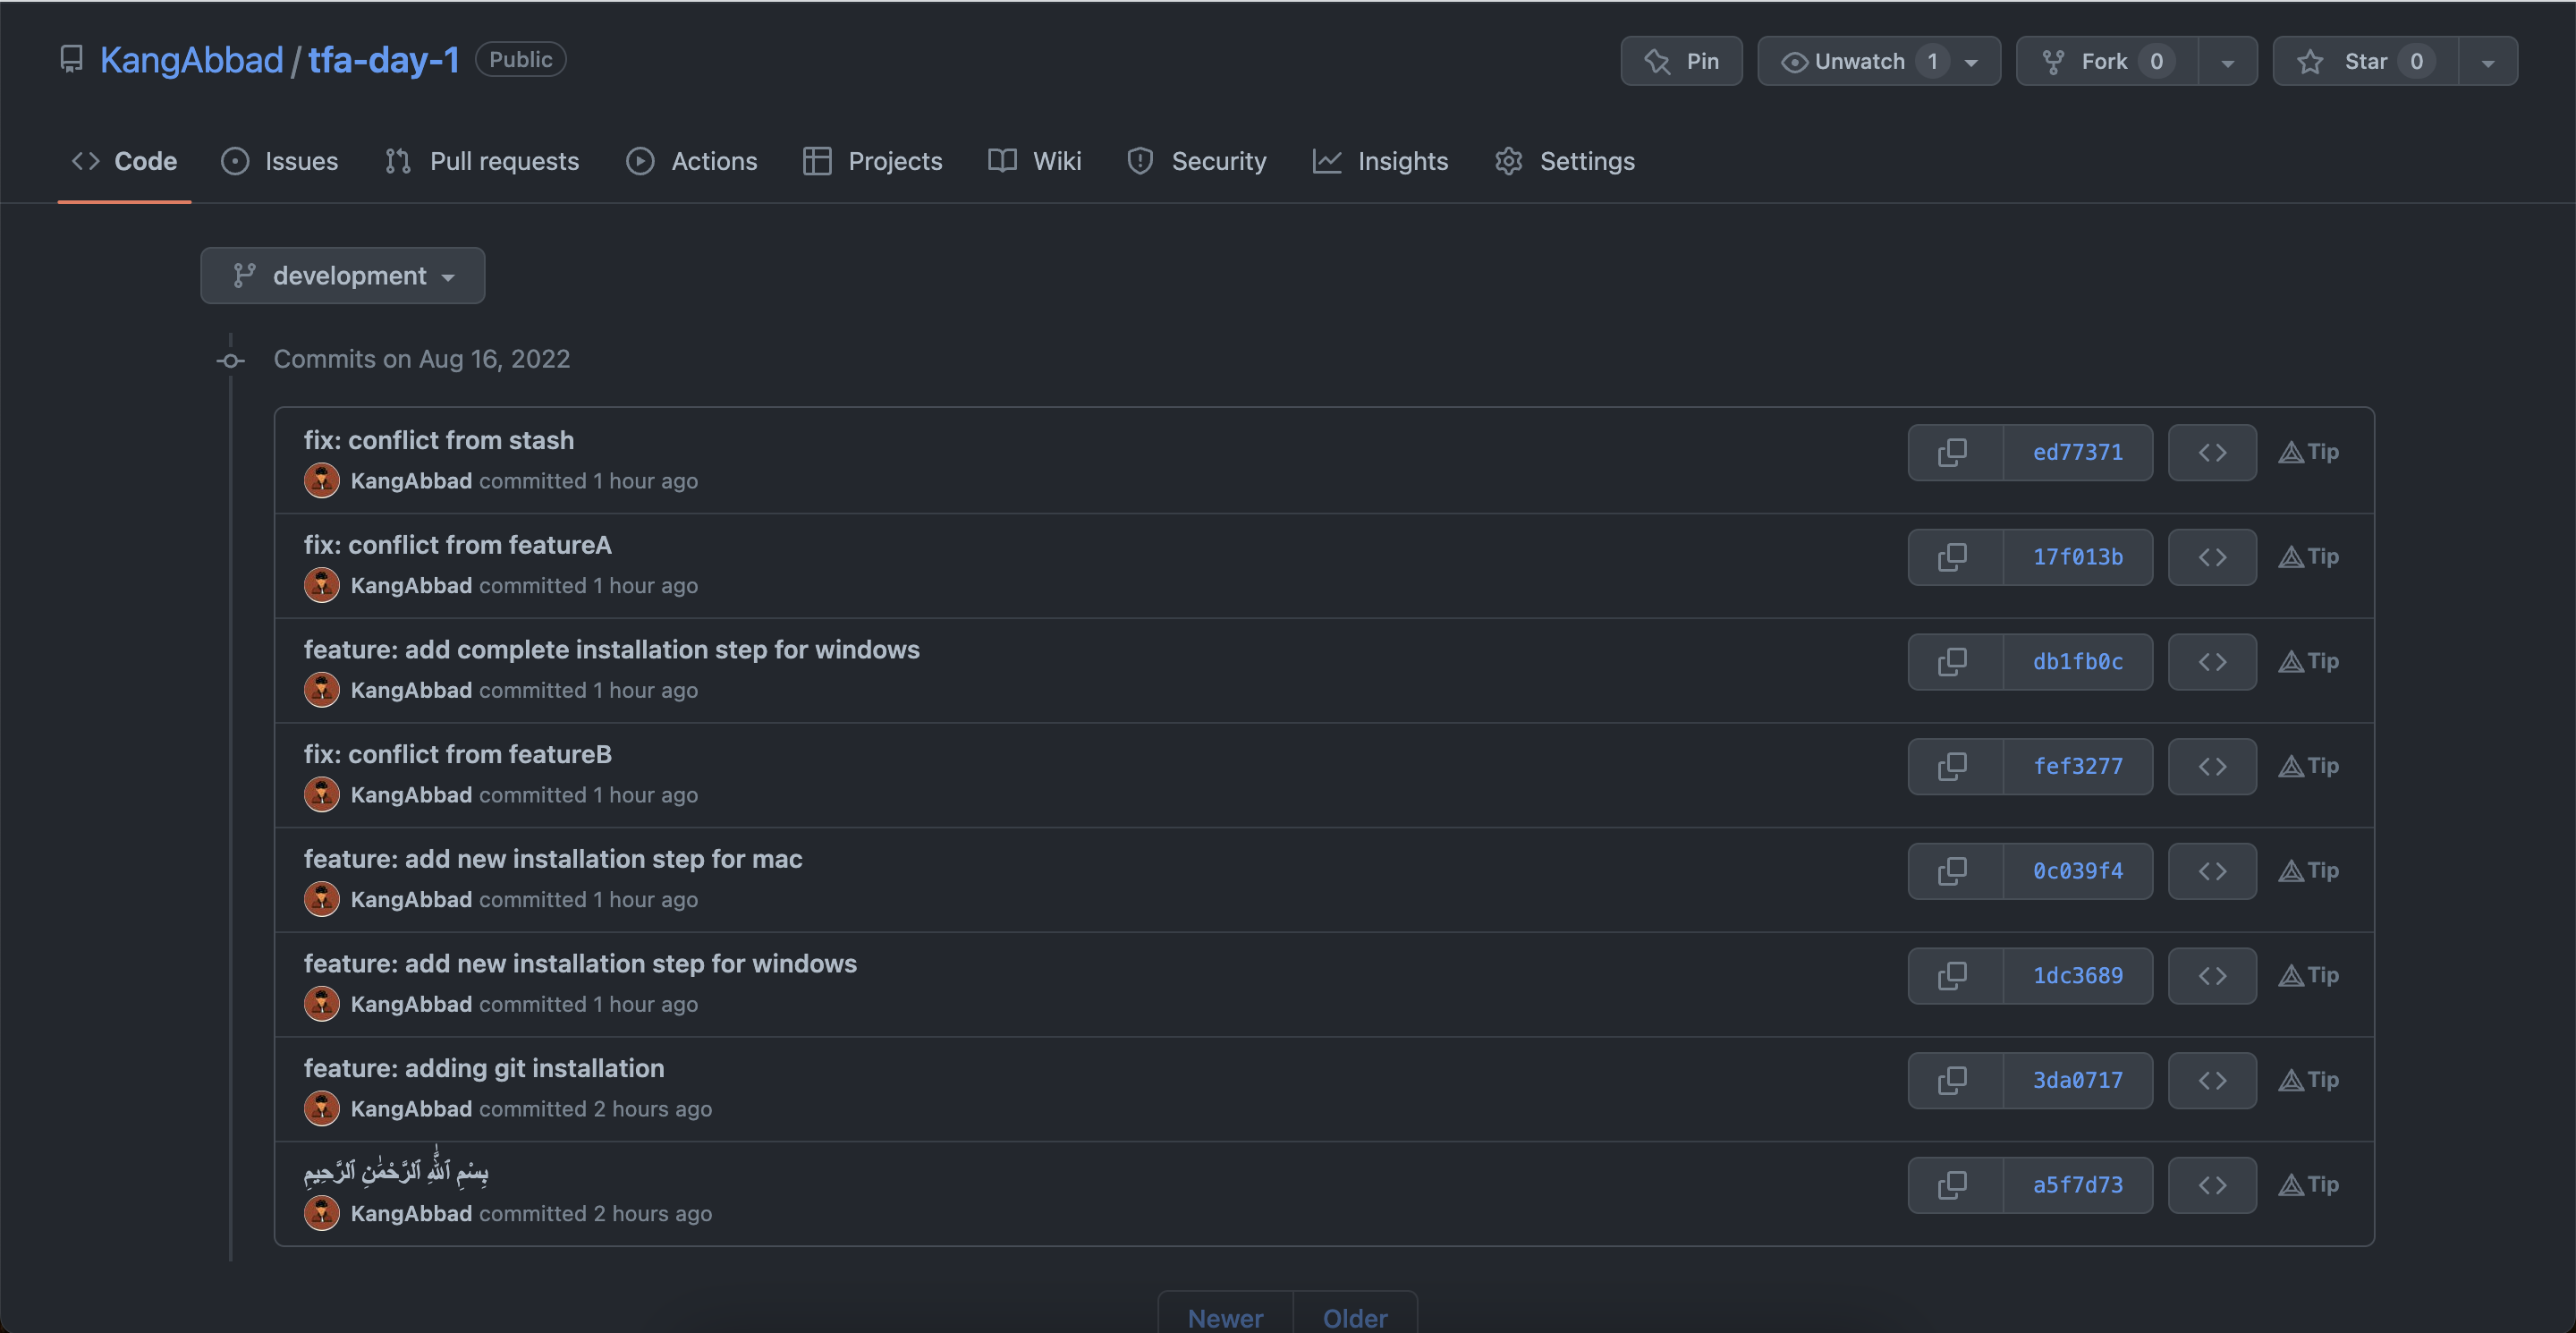 KangAbbad / tfa-day-1 Public
Pin Unwatch 1 Fork 0 Star 0
Code Issues Pull requests Actions Projects Wiki Security Insights Settings
development
Commits on Aug 16, 2022
fix: conflict from stash
KangAbbad committed 1 hour ago
ed77371 Tip
fix: conflict from featureA
KangAbbad committed 1 hour ago
17f013b Tip
feature: add complete installation step for windows
KangAbbad committed 1 hour ago
db1fb0c Tip
fix: conflict from featureB
KangAbbad committed 1 hour ago
fef3277 Tip
feature: add new installation step for mac
KangAbbad committed 1 hour ago
0c039f4 Tip
feature: add new installation step for windows
KangAbbad committed 1 hour ago
1dc3689 Tip
feature: adding git installation
KangAbbad committed 2 hours ago
3da0717 Tip
بِسْمِ ٱللَّٰهِ ٱلرَّحْمَٰنِ ٱلرَّحِيمِ
KangAbbad committed 2 hours ago
a5f7d73 Tip
Newer Older